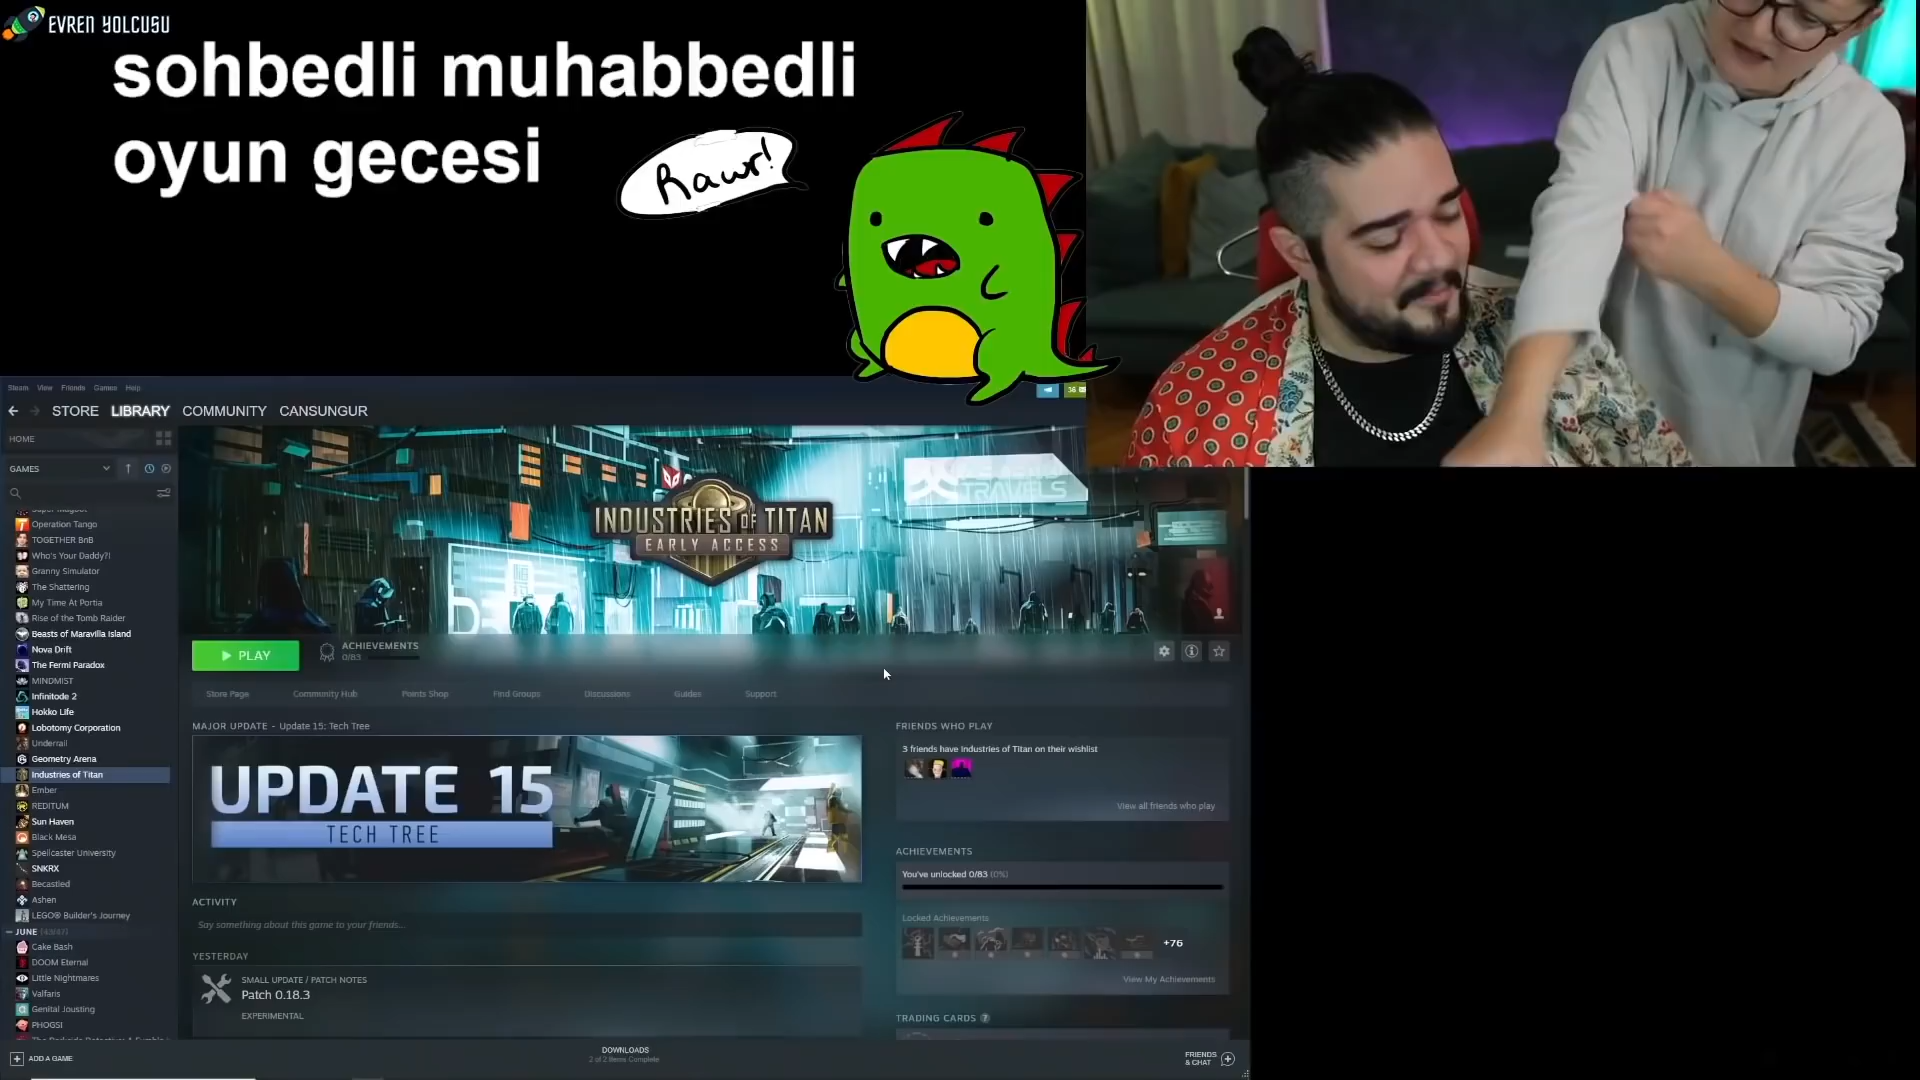 EVREN YOLCUSU
sohbedli muhabbedli
oyun gecesi
Rawr!
Steam View Friends Games Help
36
STORE LIBRARY COMMUNITY CANSUNGUR
HOME
GAMES
Operation Tango
TOGETHER BnB
Who's Your Daddy?!
Granny Simulator
The Shattering
My Time At Portia
Rise of the Tomb Raider
Beasts of Maravilla Island
Nova Drift
The Fermi Paradox
MINDMIST
Infinitode 2
Hokko Life
Lobotomy Corporation
Underrail
Geometry Arena
Industries of Titan
Ember
REDITUM
Sun Haven
Black Mesa
Spellcaster University
SNKRX
Becastled
Ashen
LEGO® Builder's Journey
JUNE
Cake Bash
DOOM Eternal
Little Nightmares
Valfaris
Genital Jousting
PHOGS!
ADD A GAME
TRAVELS
INDUSTRIES OF TITAN
EARLY ACCESS
PLAY
ACHIEVEMENTS
0/83
Store Page Community Hub Points Shop Find Groups Discussions Guides Support
MAJOR UPDATE - Update 15: Tech Tree
UPDATE 15
TECH TREE
ACTIVITY
Say something about this game to your friends...
YESTERDAY
SMALL UPDATE / PATCH NOTES
Patch 0.18.3
EXPERIMENTAL
FRIENDS WHO PLAY
3 friends have Industries of Titan on their wishlist
View all friends who play
ACHIEVEMENTS
You've unlocked 0/83 (0%)
Locked Achievements
+76
View My Achievements
TRADING CARDS ?
DOWNLOADS
2 of 2 Items Complete
FRIENDS
& CHAT